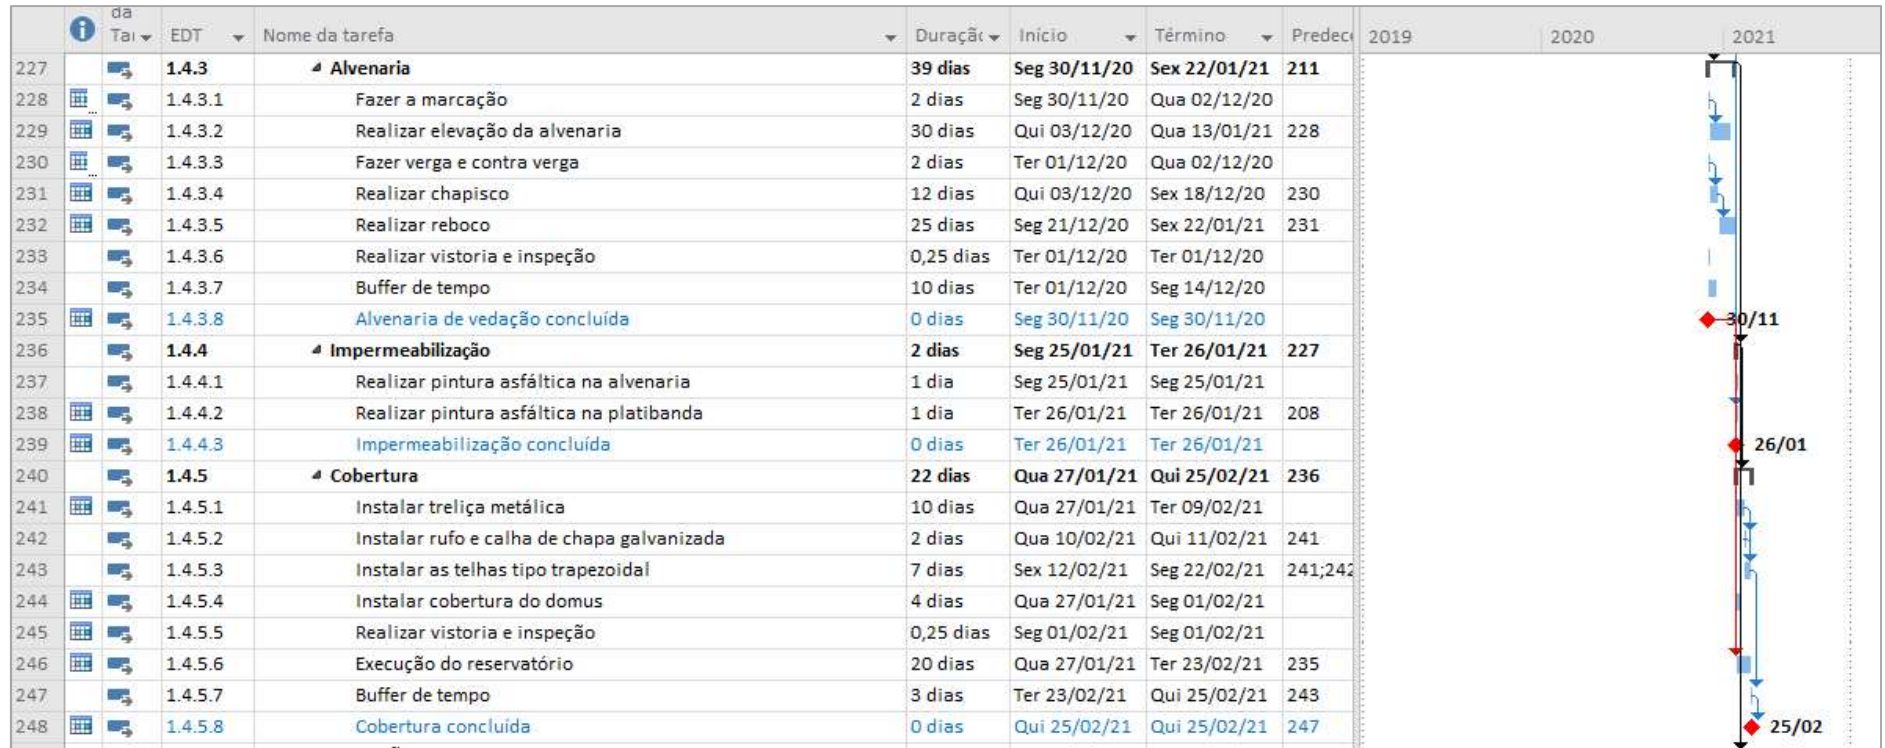 da
Tai EDT Nome da tarefa Duração Início Término Predec 2019 2020 2021
227 1.4.3 Alvenaria 39 dias Seg 30/11/20 Sex 22/01/21 211
228 1.4.3.1 Fazer a marcação 2 dias Seg 30/11/20 Qua 02/12/20
229 1.4.3.2 Realizar elevação da alvenaria 30 dias Qui 03/12/20 Qua 13/01/21 228
230 1.4.3.3 Fazer verga e contra verga 2 dias Ter 01/12/20 Qua 02/12/20
231 1.4.3.4 Realizar chapisco 12 dias Qui 03/12/20 Sex 18/12/20 230
232 1.4.3.5 Realizar reboco 25 dias Seg 21/12/20 Sex 22/01/21 231
233 1.4.3.6 Realizar vistoria e inspeção 0,25 dias Ter 01/12/20 Ter 01/12/20
234 1.4.3.7 Buffer de tempo 10 dias Ter 01/12/20 Seg 14/12/20
235 1.4.3.8 Alvenaria de vedação concluída 0 dias Seg 30/11/20 Seg 30/11/20 30/11
236 1.4.4 Impermeabilização 2 dias Seg 25/01/21 Ter 26/01/21 227
237 1.4.4.1 Realizar pintura asfáltica na alvenaria 1 dia Seg 25/01/21 Seg 25/01/21
238 1.4.4.2 Realizar pintura asfáltica na platibanda 1 dia Ter 26/01/21 Ter 26/01/21 208
239 1.4.4.3 Impermeabilização concluída 0 dias Ter 26/01/21 Ter 26/01/21 26/01
240 1.4.5 Cobertura 22 dias Qua 27/01/21 Qui 25/02/21 236
241 1.4.5.1 Instalar treliça metálica 10 dias Qua 27/01/21 Ter 09/02/21
242 1.4.5.2 Instalar rufo e calha de chapa galvanizada 2 dias Qua 10/02/21 Qui 11/02/21 241
243 1.4.5.3 Instalar as telhas tipo trapezoidal 7 dias Sex 12/02/21 Seg 22/02/21 241;242
244 1.4.5.4 Instalar cobertura do domus 4 dias Qua 27/01/21 Seg 01/02/21
245 1.4.5.5 Realizar vistoria e inspeção 0,25 dias Seg 01/02/21 Seg 01/02/21
246 1.4.5.6 Execução do reservatório 20 dias Qua 27/01/21 Ter 23/02/21 235
247 1.4.5.7 Buffer de tempo 3 dias Ter 23/02/21 Qui 25/02/21 243
248 1.4.5.8 Cobertura concluída 0 dias Qui 25/02/21 Qui 25/02/21 247 25/02